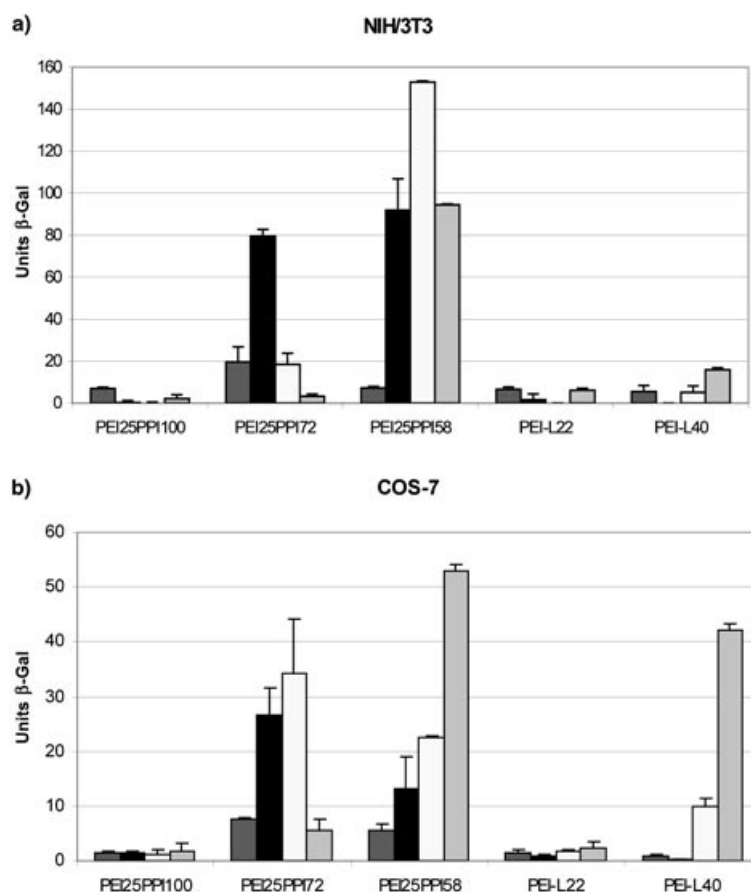 a) NIH/3T3
160
140
120
100
80
60
40
20
0
Units β-Gal
PEI25PPI100 PEI25PPI72 PEI25PPI58 PEI-L22 PEI-L40
b) COS-7
60
50
40
30
20
10
0
Units β-Gal
PEI25PPI100 PEI25PPI72 PEI25PPI58 PEI-L22 PEI-L40